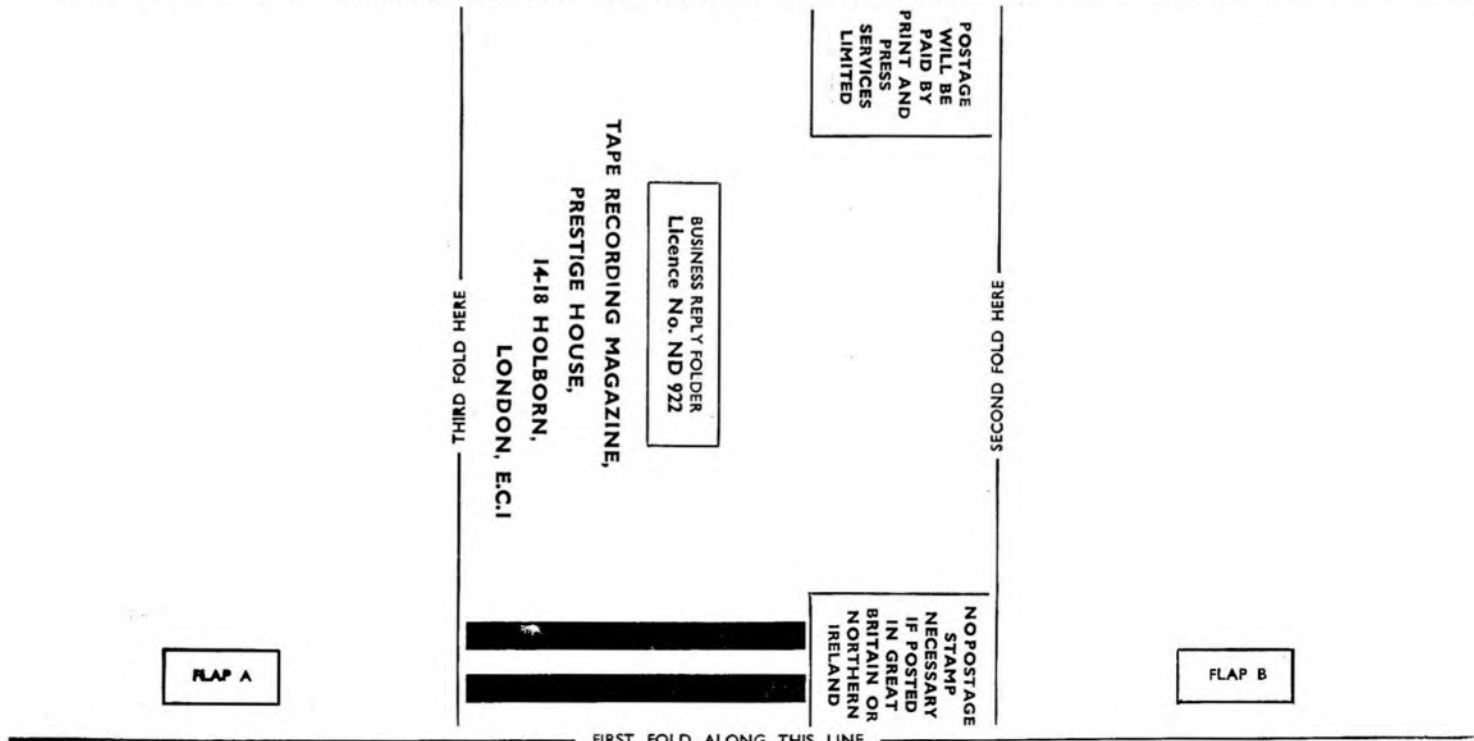 POSTAGE
WILL BE
PAID BY
PRINT AND
PRESS
SERVICES
LIMITED
NO POSTAGE
STAMP
NECESSARY
IF POSTED
IN GREAT
BRITAIN OR
NORTHERN
IRELAND
BUSINESS REPLY FOLDER
Licence No. ND 922
TAPE RECORDING MAGAZINE,
PRESTIGE HOUSE,
14-18 HOLBORN,
LONDON, E.C.1
THIRD FOLD HERE
SECOND FOLD HERE
FLAP A
FLAP B
FIRST FOLD ALONG THIS LINE